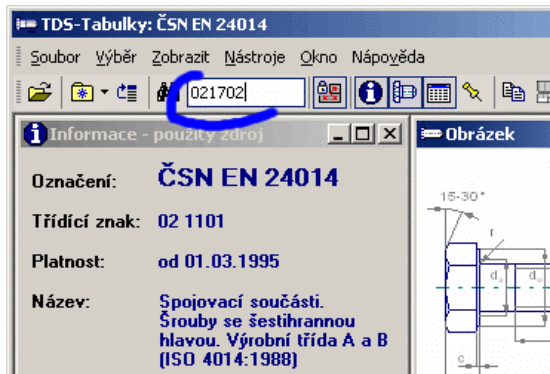 TDS-Tabulky: ČSN EN 24014
Soubor Výběr Zobrazit Nástroje Okno Nápověda
021702
Informace - použitý zdroj
Obrázek
Označení: ČSN EN 24014
Třídící znak: 02 1101
Platnost: od 01.03.1995
Název: Spojovací součásti.
Šrouby se šestihrannou
hlavou. Výrobní třída A a B
(ISO 4014:1988)
15-30°
r
c